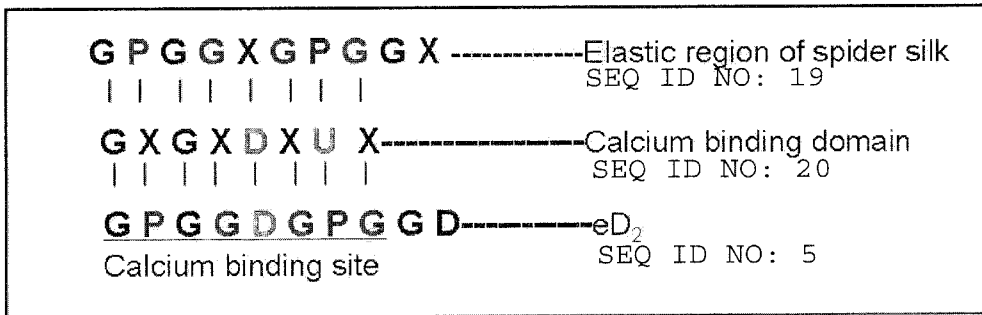 G P G G X G P G G X -----------Elastic region of spider silk
SEQ ID NO: 19
| | | | | | | |
G X G X D X U X-----------------Calcium binding domain
| | | | | | | |
SEQ ID NO: 20
G P G G D G P G G D-----------eD₂
Calcium binding site
SEQ ID NO: 5